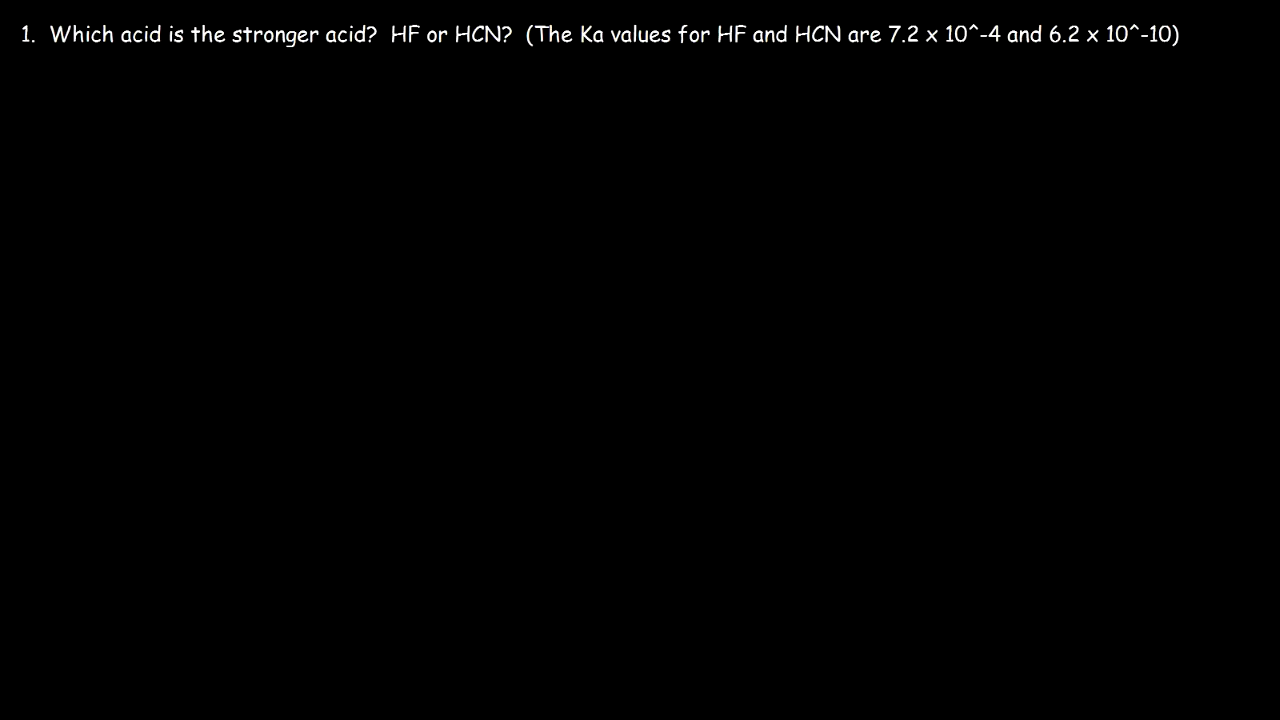 1.  Which acid is the stronger acid?  HF or HCN?  (The Ka values for HF and HCN are 7.2 x 10^-4 and 6.2 x 10^-10)